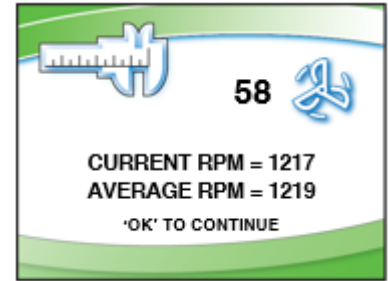 58
CURRENT RPM = 1217
AVERAGE RPM = 1219
‘OK’ TO CONTINUE